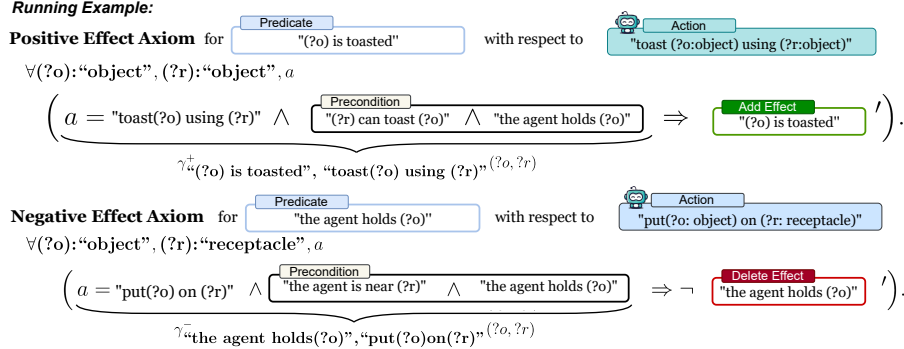 Running Example:
Predicate Action
Positive Effect Axiom for "(?o) is toasted" with respect to "toast (?o:object) using (?r:object)"
∀(?o):“object”, (?r):“object”, a
Precondition Add Effect
( a = "toast(?o) using (?r)" ∧ "(?r) can toast (?o)" ∧ "the agent holds (?o)" ⇒ "(?o) is toasted" ′ ).
γ⁺“(?o) is toasted”, “toast(?o) using (?r)”(?o, ?r)
Predicate Action
Negative Effect Axiom for "the agent holds (?o)" with respect to "put(?o: object) on (?r: receptacle)"
∀(?o):“object”, (?r):“receptacle”, a
Precondition Delete Effect
( a = "put(?o) on (?r)" ∧ "the agent is near (?r)" ∧ "the agent holds (?o)" ⇒ ¬ "the agent holds (?o)" ′ ).
γ⁻“the agent holds(?o)”,“put(?o)on(?r)”(?o, ?r)